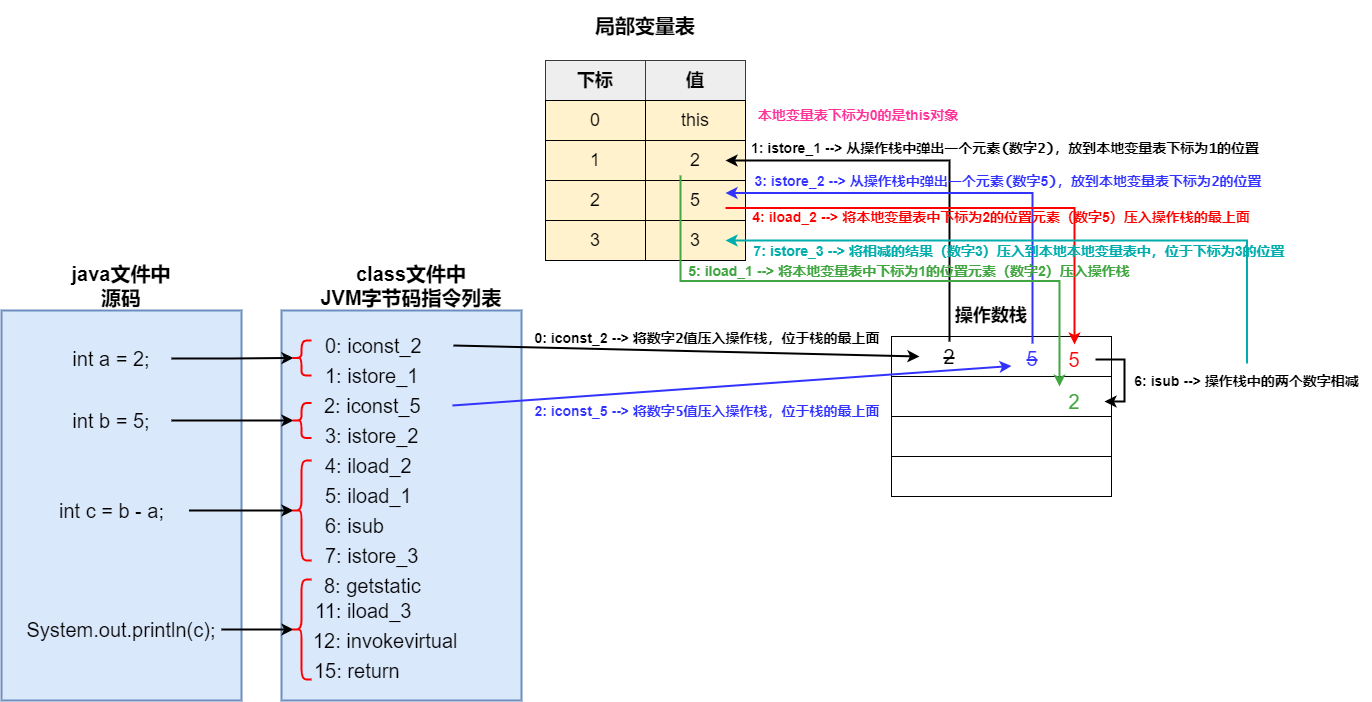 局部变量表
下标 值
0 this
1 2
2 5
3 3
本地变量表下标为0的是this对象
1: istore_1 --> 从操作栈中弹出一个元素(数字2)，放到本地变量表下标为1的位置
3: istore_2 --> 从操作栈中弹出一个元素(数字5)，放到本地变量表下标为2的位置
4: iload_2 --> 将本地变量表中下标为2的位置元素（数字5）压入操作栈的最上面
7: istore_3 --> 将相减的结果（数字3）压入到本地本地变量表中，位于下标为3的位置
5: iload_1 --> 将本地变量表中下标为1的位置元素（数字2）压入操作栈
java文件中
源码
int a = 2;
int b = 5;
int c = b - a;
System.out.println(c);
class文件中
JVM字节码指令列表
0: iconst_2
1: istore_1
2: iconst_5
3: istore_2
4: iload_2
5: iload_1
6: isub
7: istore_3
8: getstatic
11: iload_3
12: invokevirtual
15: return
0: iconst_2 --> 将数字2值压入操作栈，位于栈的最上面
2: iconst_5 --> 将数字5值压入操作栈，位于栈的最上面
操作数栈
2 5 5
2
6: isub --> 操作栈中的两个数字相减